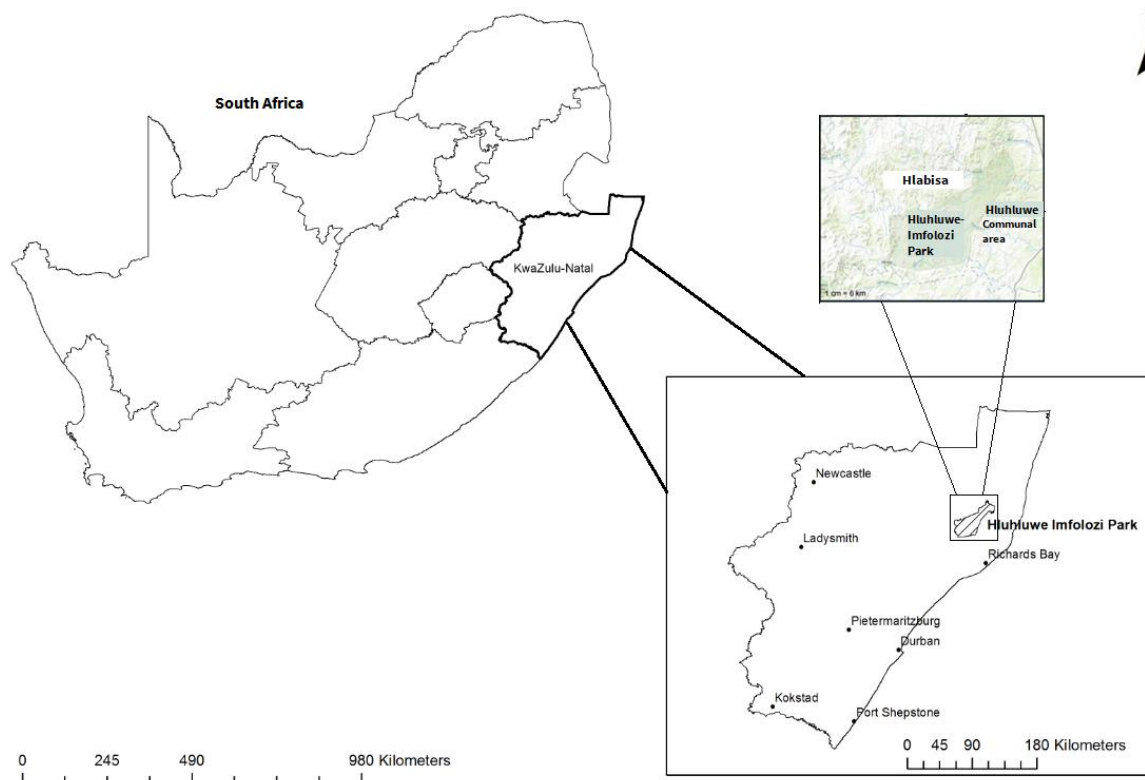 South Africa
KwaZulu-Natal
Hlabisa
Hluhluwe-
Imfolozi
Park
Hluhluwe
Communal
area
1 cm = 6 km
Newcastle
Hluhluwe Imfolozi Park
Ladysmith
Richards Bay
Pietermaritzburg
Durban
Kokstad
Port Shepstone
0 45 90 180 Kilometers
0 245 490 980 Kilometers